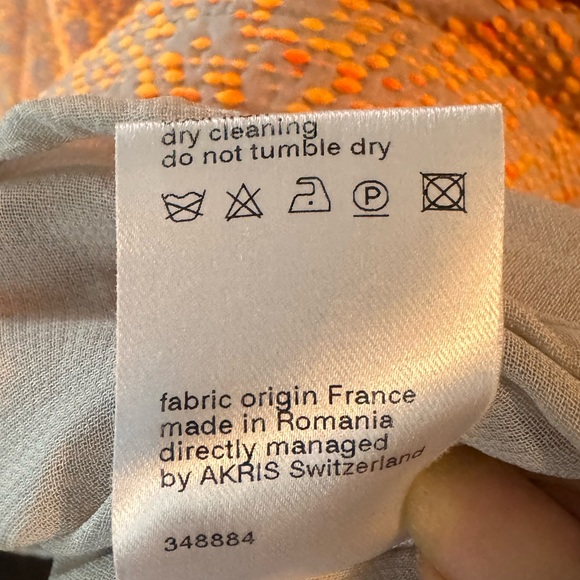 dry cleaning
do not tumble dry
P
fabric origin France
made in Romania
directly managed
by AKRIS Switzerland
348884